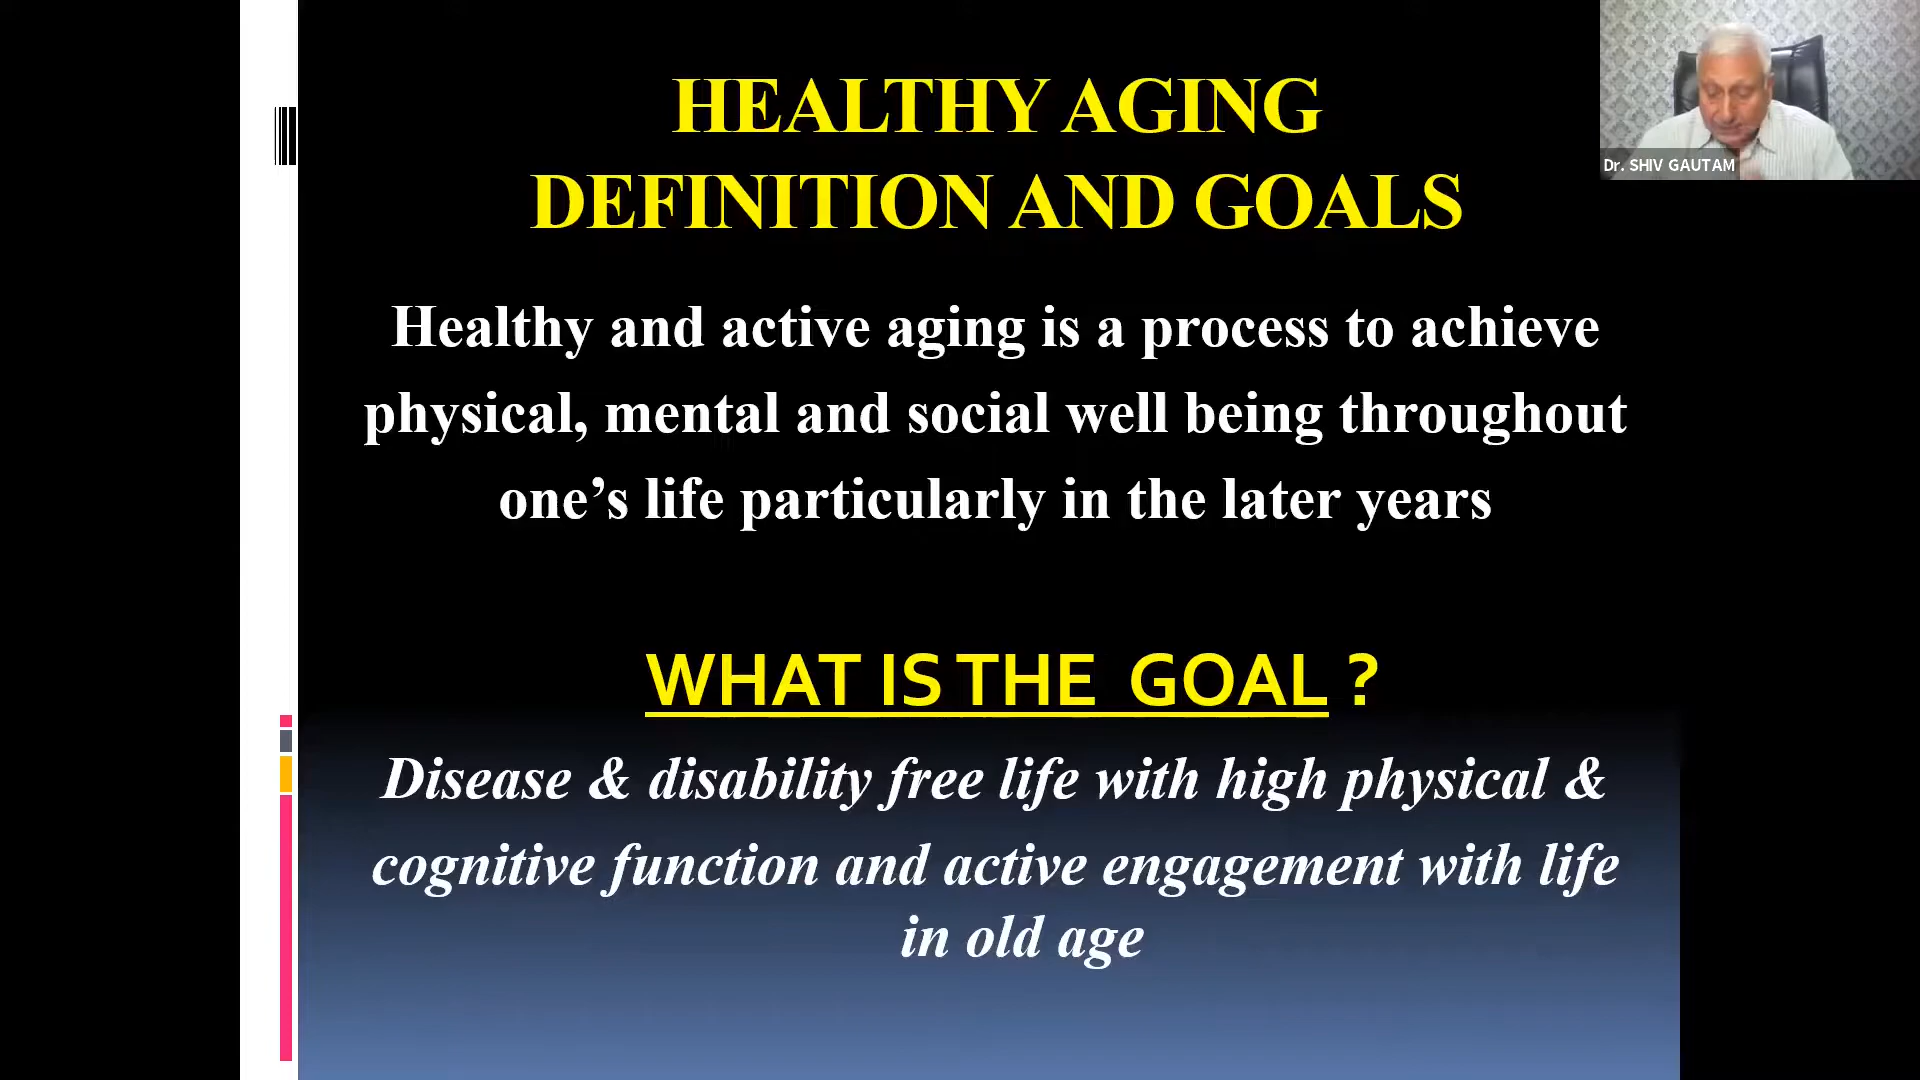 HEALTHY AGING
DEFINITION AND GOALS
Dr. SHIV GAUTAM
Healthy and active aging is a process to achieve
physical, mental and social well being throughout
one’s life particularly in the later years
WHAT IS THE GOAL ?
Disease & disability free life with high physical &
cognitive function and active engagement with life
in old age